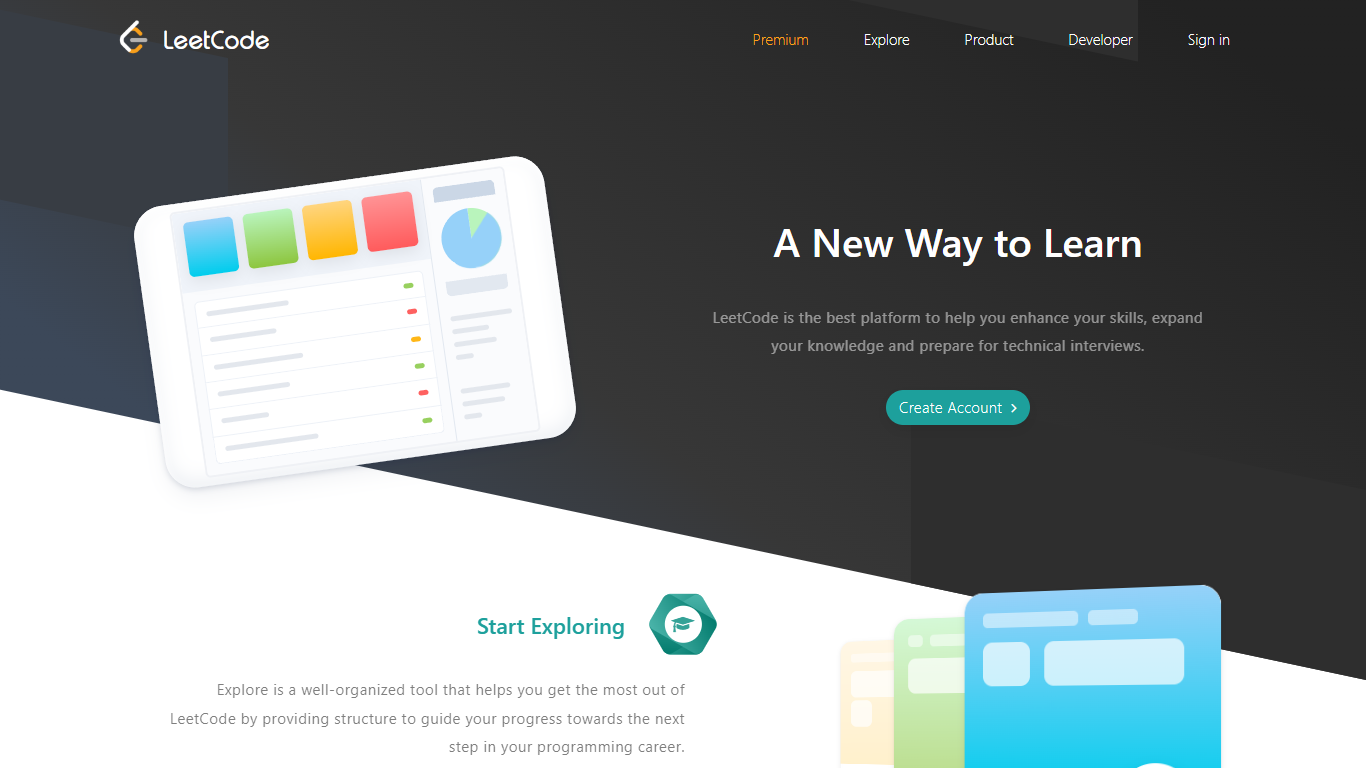 LeetCode
Premium
Explore
Product
Developer
Sign in
A New Way to Learn
LeetCode is the best platform to help you enhance your skills, expand
your knowledge and prepare for technical interviews.
Create Account
Start Exploring
Explore is a well-organized tool that helps you get the most out of
LeetCode by providing structure to guide your progress towards the next
step in your programming career.